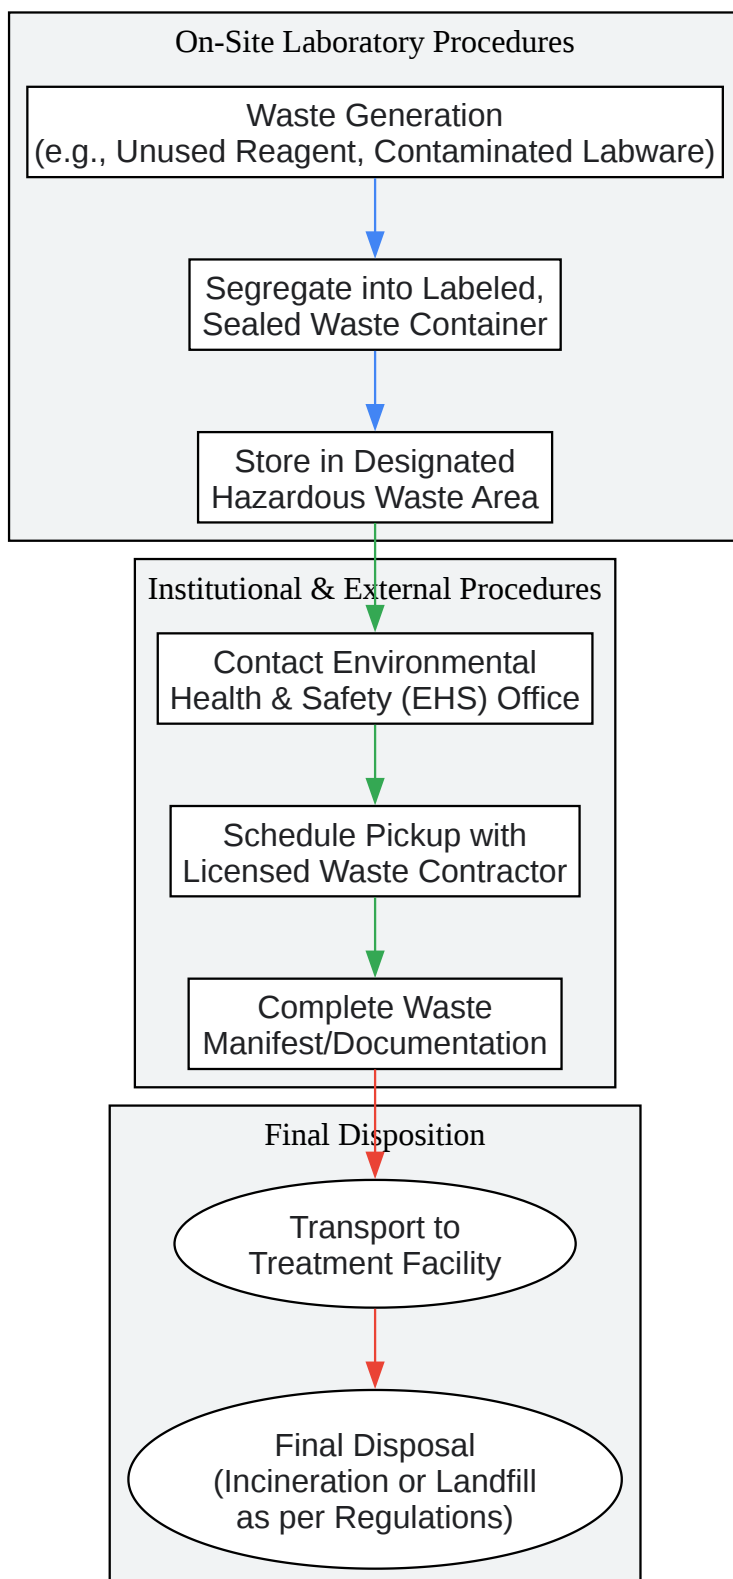 On-Site Laboratory Procedures
Waste Generation
(e.g., Unused Reagent, Contaminated Labware)
Segregate into Labeled,
Sealed Waste Container
Store in Designated
Hazardous Waste Area
Institutional & External Procedures
Contact Environmental
Health & Safety (EHS) Office
Schedule Pickup with
Licensed Waste Contractor
Complete Waste
Manifest/Documentation
Final Disposition
Transport to
Treatment Facility
Final Disposal
(Incineration or Landfill
as per Regulations)